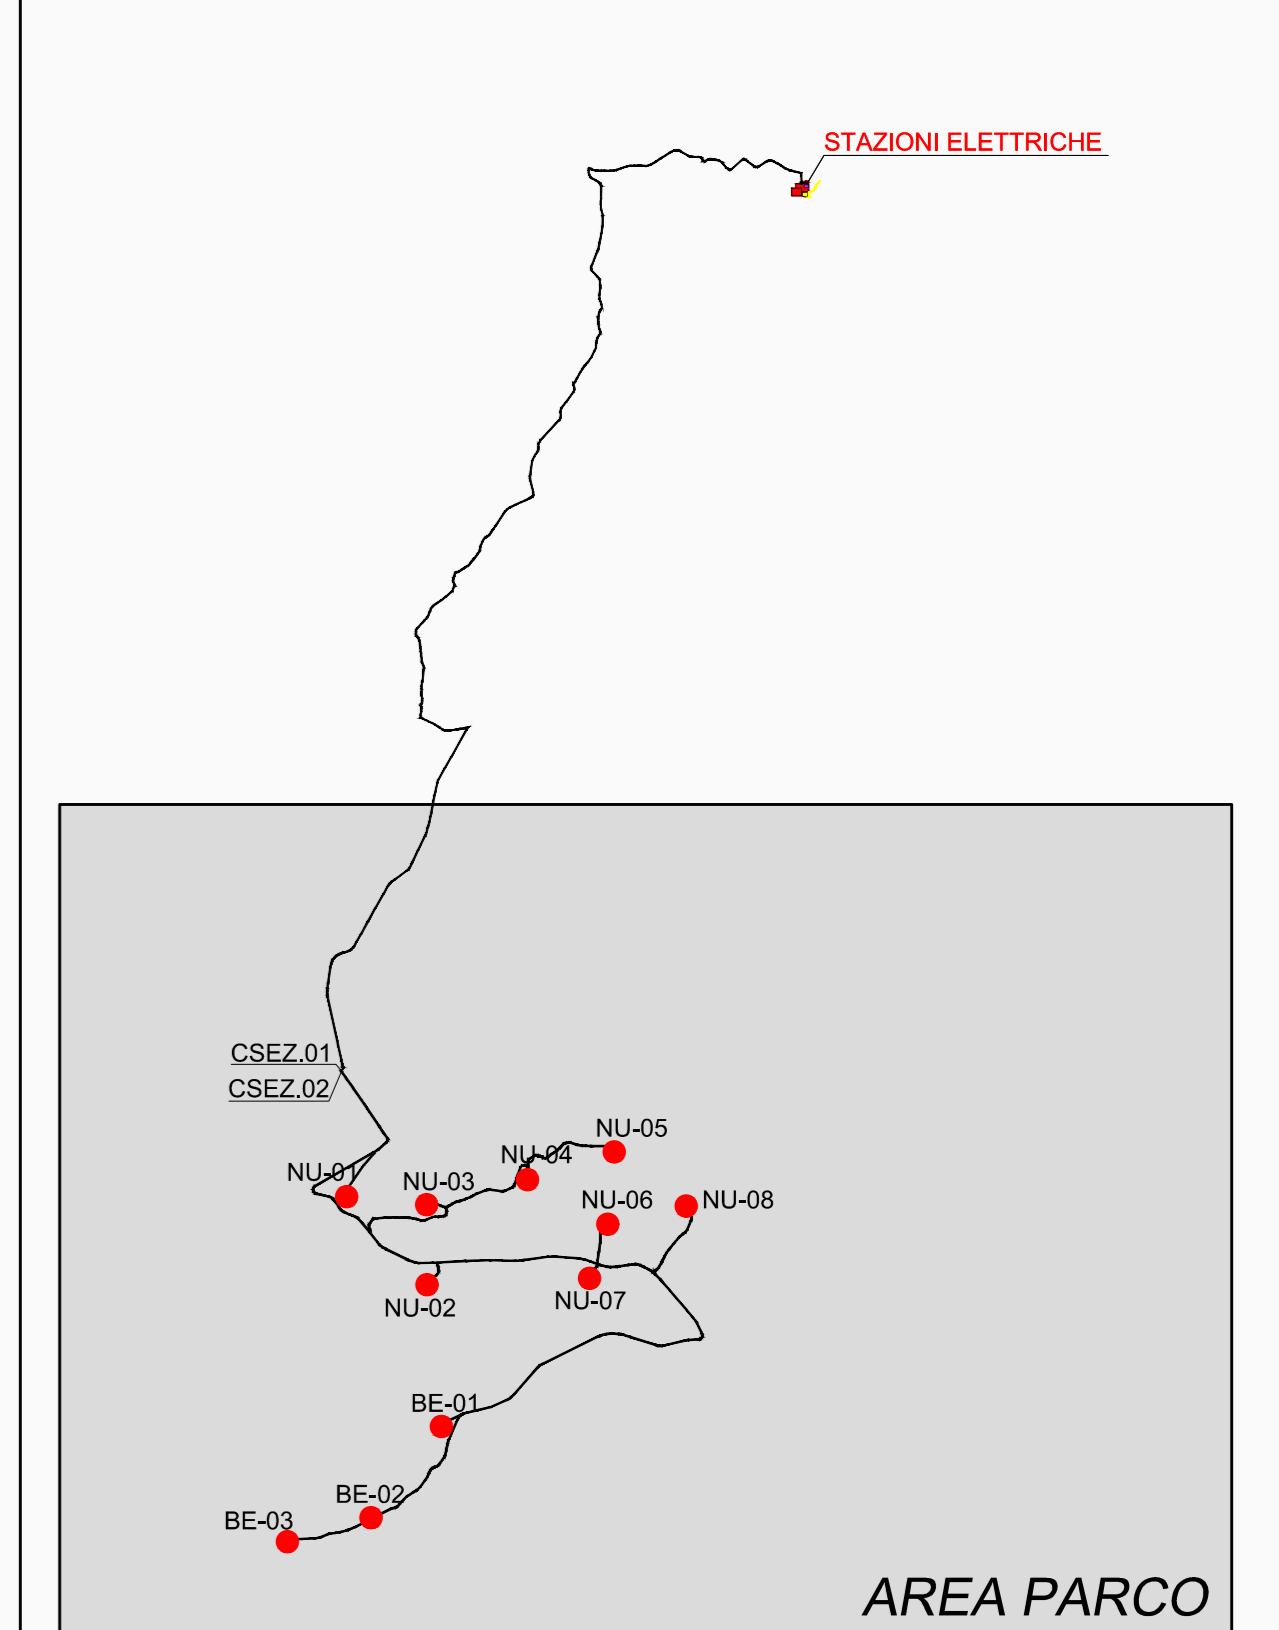 STAZIONI ELETTRICHE
CSEZ.01
CSEZ.02
NU-05
NU-04
NU-01
NU-03
NU-06
NU-08
NU-07
NU-02
BE-01
BE-02
BE-03
AREA PARCO